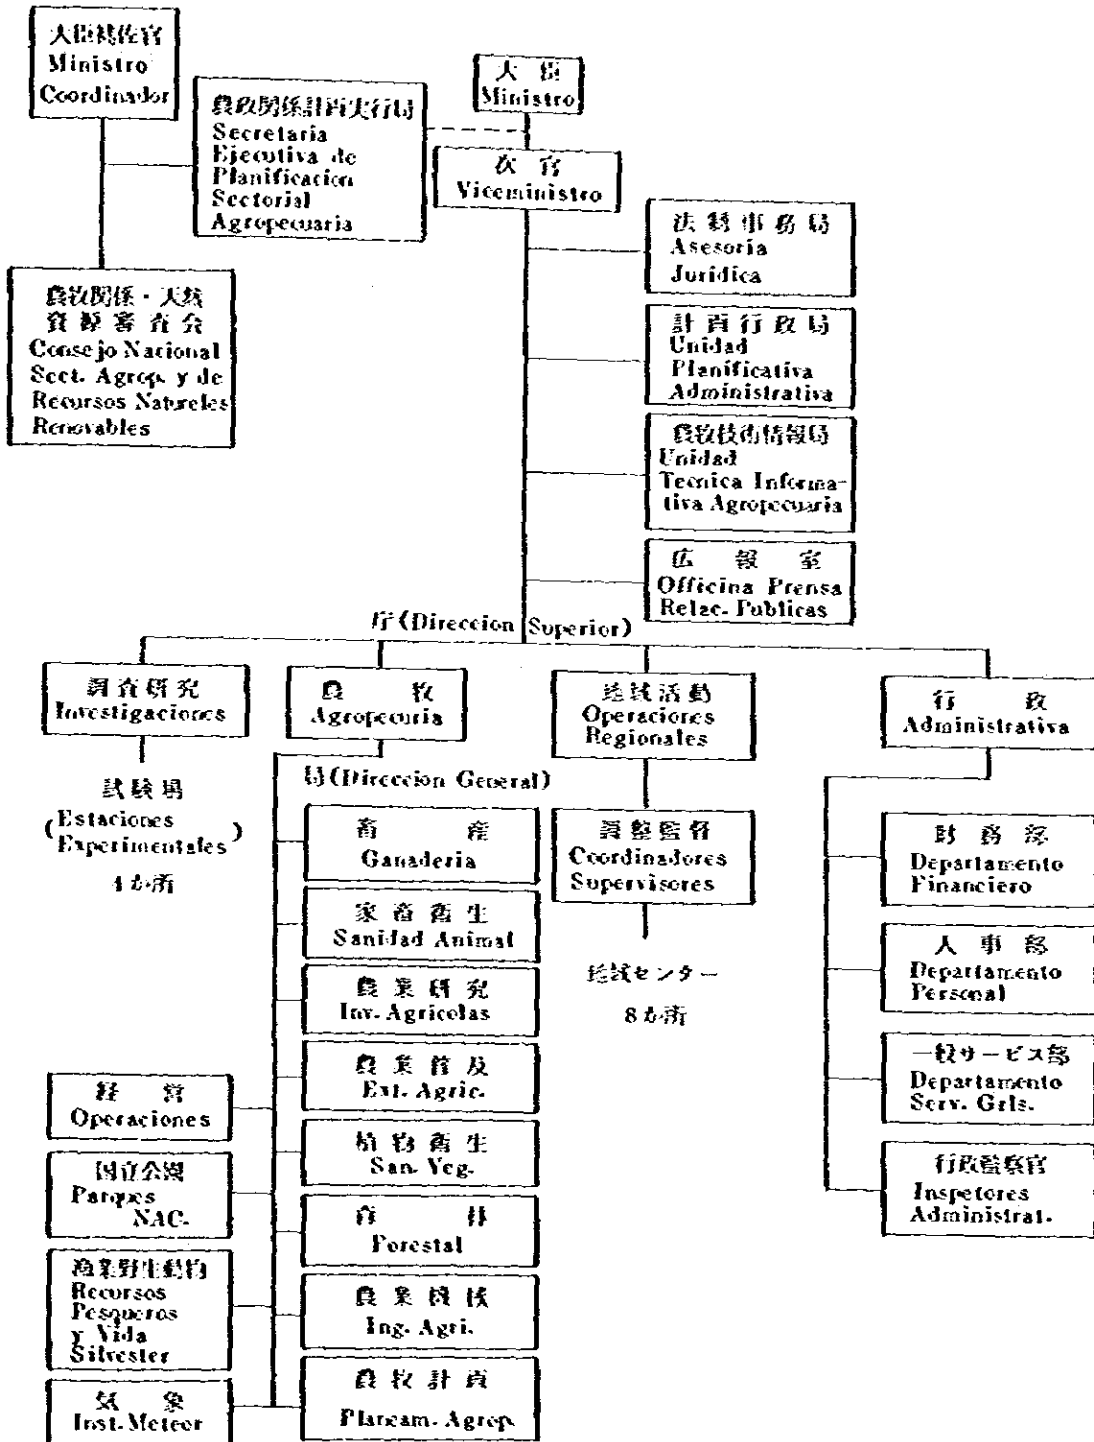 大臣補佐官
Ministro
Coordinador
農政関係計画実行局
Secretaria
Ejecutiva de
Planificacion
Sectorial
Agropecuaria
大臣
Ministro
次官
Viceministro
農牧関係・天然
資源審査会
Consejo Nacional
Sect. Agrop. y de
Recursos Natureles
Renovables
法制事務局
Asesoria
Juridica
計画行政局
Unidad
Planificativa
Administrativa
農牧技術情報局
Unidad
Tecnica Informa-
tiva Agropecuaria
広報室
Officina Prensa
Relac. Publicas
庁(Direccion Superior)
調査研究
Investigaciones
試験場
(Estaciones
Experimentales)
4か所
農牧
Agropecuria
局(Direccion General)
畜産
Ganaderia
家畜衛生
Sanidad Animal
農業研究
Inv. Agricolas
農業普及
Ext. Agric.
植物衛生
San. Veg.
森林
Forestal
農業機械
Ing. Agri.
農牧計画
Planeam. Agrop.
経営
Operaciones
国立公園
Parques
NAC.
漁業野生動物
Recursos
Pesqueros
y Vida
Silvester
気象
Inst. Meteor
地域活動
Operaciones
Regionales
調整監督
Coordinadores
Supervisores
地域センター
8か所
行政
Administrativa
財務部
Departamento
Financiero
人事部
Departamento
Personal
一般サービス部
Departamento
Serv. Grls.
行政監察官
Inspetores
Administrat.